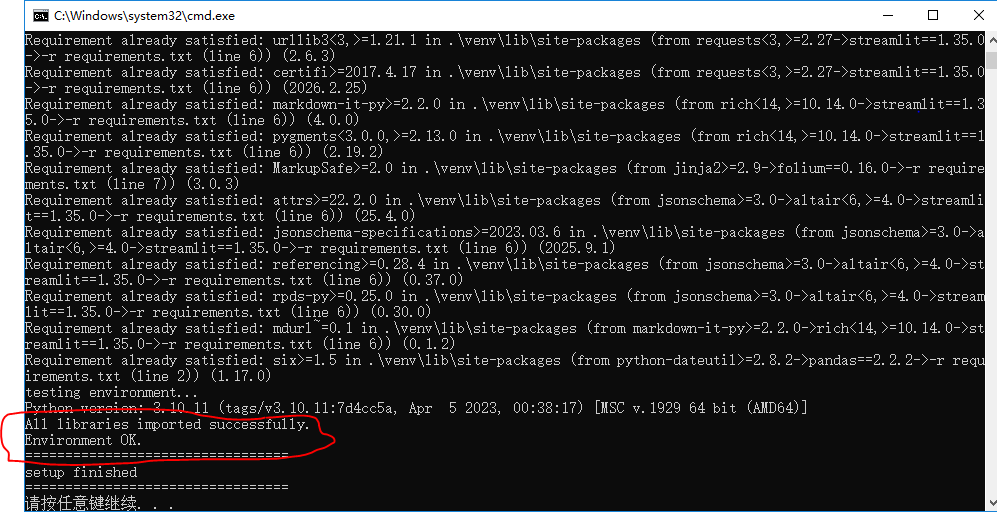 C:\Windows\system32\cmd.exe
Requirement already satisfied: urllib3<3,>=1.21.1 in .\venv\lib\site-packages (from requests<3,>=2.27->streamlit==1.35.0
->-r requirements.txt (line 6)) (2.6.3)
Requirement already satisfied: certifi>=2017.4.17 in .\venv\lib\site-packages (from requests<3,>=2.27->streamlit==1.35.0
->-r requirements.txt (line 6)) (2026.2.25)
Requirement already satisfied: markdown-it-py>=2.2.0 in .\venv\lib\site-packages (from rich<14,>=10.14.0->streamlit==1.3
5.0->-r requirements.txt (line 6)) (4.0.0)
Requirement already satisfied: pygments<3.0.0,>=2.13.0 in .\venv\lib\site-packages (from rich<14,>=10.14.0->streamlit==1
.35.0->-r requirements.txt (line 6)) (2.19.2)
Requirement already satisfied: MarkupSafe>=2.0 in .\venv\lib\site-packages (from jinja2>=2.9->folium==0.16.0->-r require
ments.txt (line 7)) (3.0.3)
Requirement already satisfied: attrs>=22.2.0 in .\venv\lib\site-packages (from jsonschema>=3.0->altair<6,>=4.0->streamli
t==1.35.0->-r requirements.txt (line 6)) (25.4.0)
Requirement already satisfied: jsonschema-specifications>=2023.03.6 in .\venv\lib\site-packages (from jsonschema>=3.0->a
ltair<6,>=4.0->streamlit==1.35.0->-r requirements.txt (line 6)) (2025.9.1)
Requirement already satisfied: referencing>=0.28.4 in .\venv\lib\site-packages (from jsonschema>=3.0->altair<6,>=4.0->st
reamlit==1.35.0->-r requirements.txt (line 6)) (0.37.0)
Requirement already satisfied: rpds-py>=0.25.0 in .\venv\lib\site-packages (from jsonschema>=3.0->altair<6,>=4.0->stream
lit==1.35.0->-r requirements.txt (line 6)) (0.30.0)
Requirement already satisfied: mdurl~=0.1 in .\venv\lib\site-packages (from markdown-it-py>=2.2.0->rich<14,>=10.14.0->st
reamlit==1.35.0->-r requirements.txt (line 6)) (0.1.2)
Requirement already satisfied: six>=1.5 in .\venv\lib\site-packages (from python-dateutil>=2.8.2->pandas==2.2.2->-r requ
irements.txt (line 2)) (1.17.0)
testing environment...
Python version: 3.10.11 (tags/v3.10.11:7d4cc5a, Apr  5 2023, 00:38:17) [MSC v.1929 64 bit (AMD64)]
All libraries imported successfully.
Environment OK.
=================================
setup finished
=================================
请按任意键继续. . .